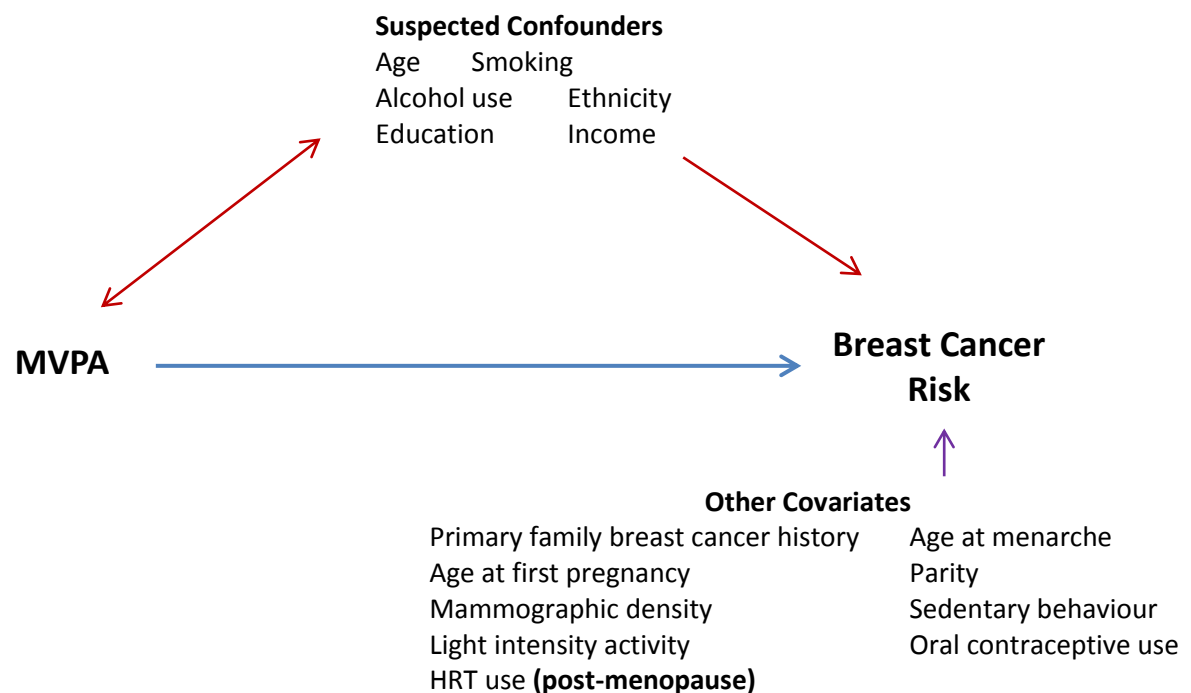 Suspected Confounders
Age Smoking
Alcohol use Ethnicity
Education Income
MVPA
Breast Cancer
Risk
Other Covariates
Primary family breast cancer history Age at menarche
Age at first pregnancy Parity
Mammographic density Sedentary behaviour
Light intensity activity Oral contraceptive use
HRT use (post-menopause)